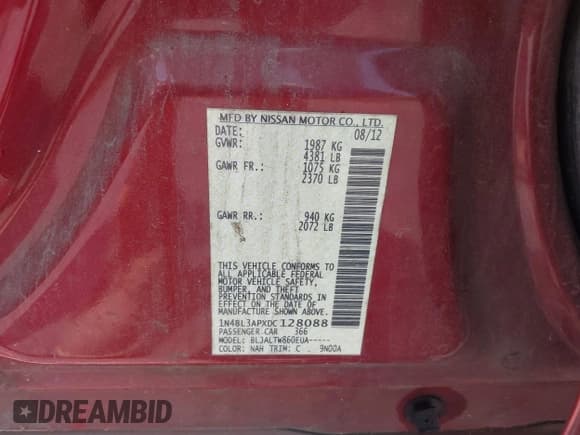 MFD BY NISSAN MOTOR CO., LTD.
DATE: 08/12
GVWR: 1987 KG
4381 LB
GAWR FR.: 1075 KG
2370 LB
GAWR RR.: 940 KG
2072 LB
THIS VEHICLE CONFORMS TO
ALL APPLICABLE FEDERAL
MOTOR VEHICLE SAFETY,
BUMPER, AND THEFT
PREVENTION STANDARDS IN
EFFECT ON THE DATE OF
MANUFACTURE SHOWN ABOVE.
1N4BL3APXDC128088
PASSENGER CAR 366
MODEL: BLJALTW860EUA-----
COLOR: NAH TRIM: C . 9N00A
DREAMBID